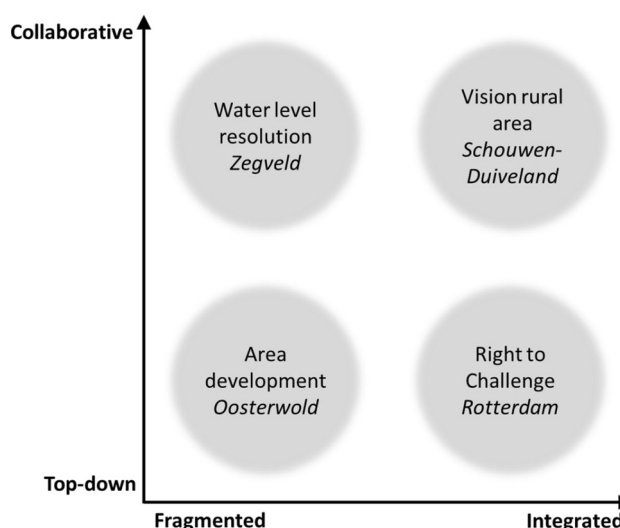 Collaborative
Water level
resolution
Zegveld
Vision rural
area
Schouwen-
Duiveland
Area
development
Oosterwold
Right to
Challenge
Rotterdam
Top-down
Fragmented
Integrated